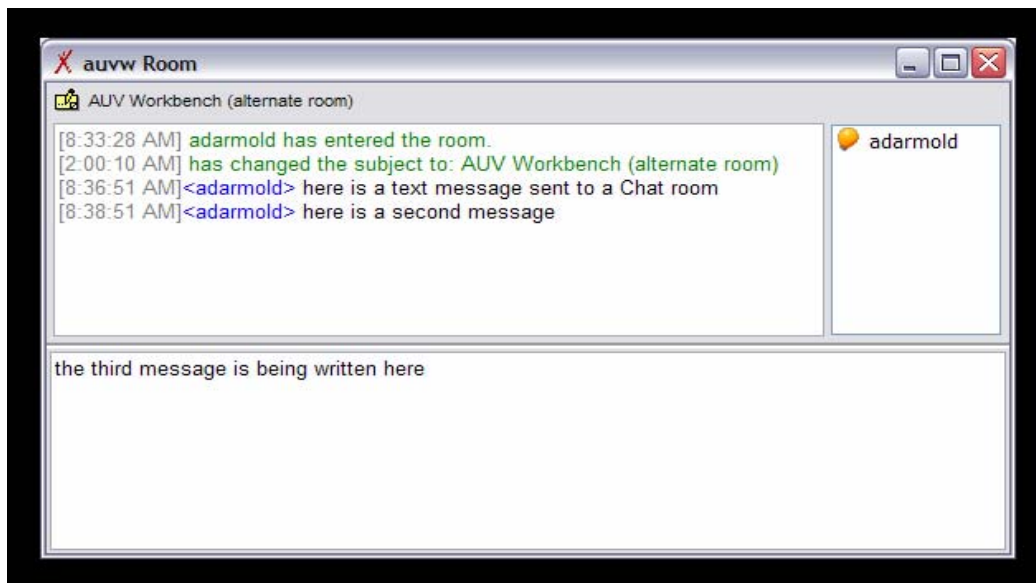 auvw Room
AUV Workbench (alternate room)
[8:33:28 AM] adarmold has entered the room.
[2:00:10 AM] has changed the subject to: AUV Workbench (alternate room)
[8:36:51 AM]<adarmold> here is a text message sent to a Chat room
[8:38:51 AM]<adarmold> here is a second message
adarmold
the third message is being written here